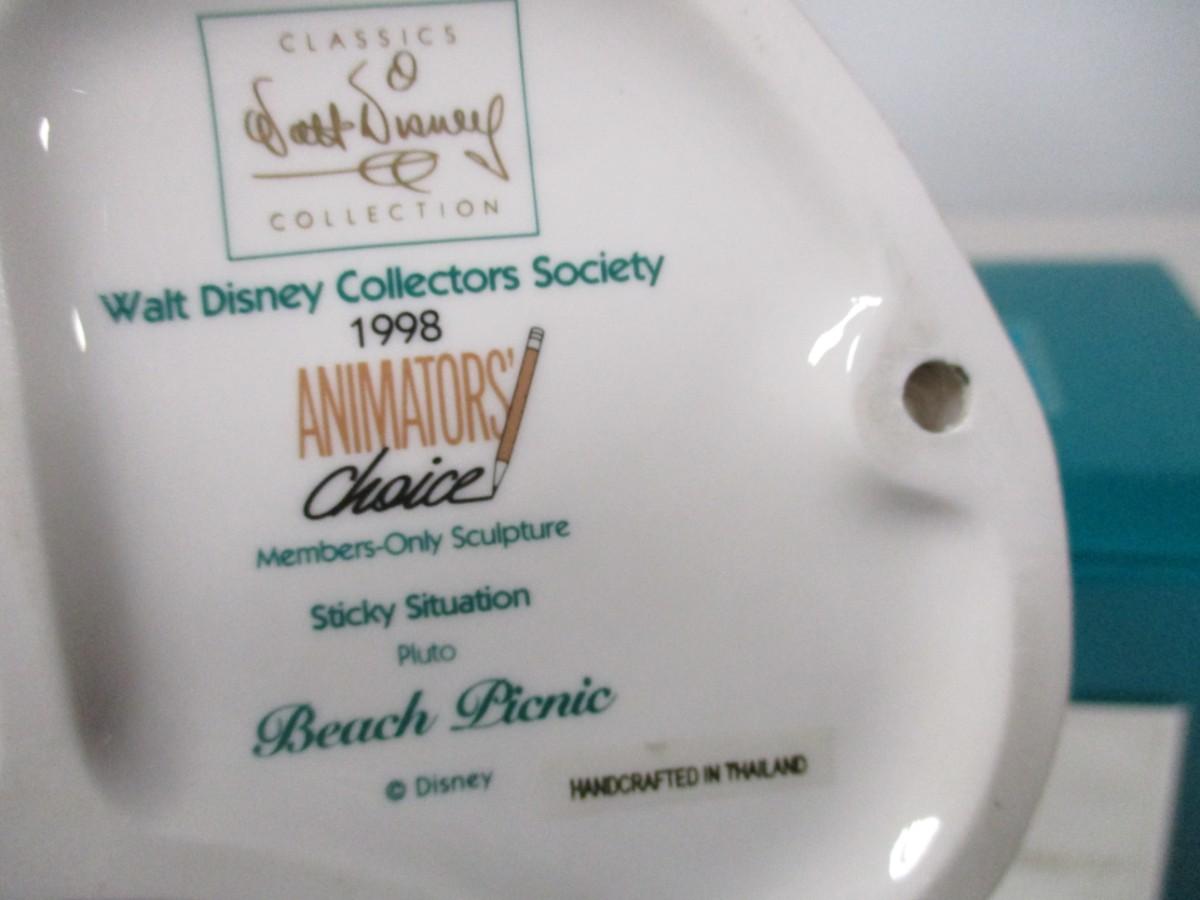 CLASSICS
Walt Disney
COLLECTION
Walt Disney Collectors Society
1998
ANIMATORS'
Choice
Members-Only Sculpture
Sticky Situation
Pluto
Beach Picnic
© Disney
HANDCRAFTED IN THAILAND